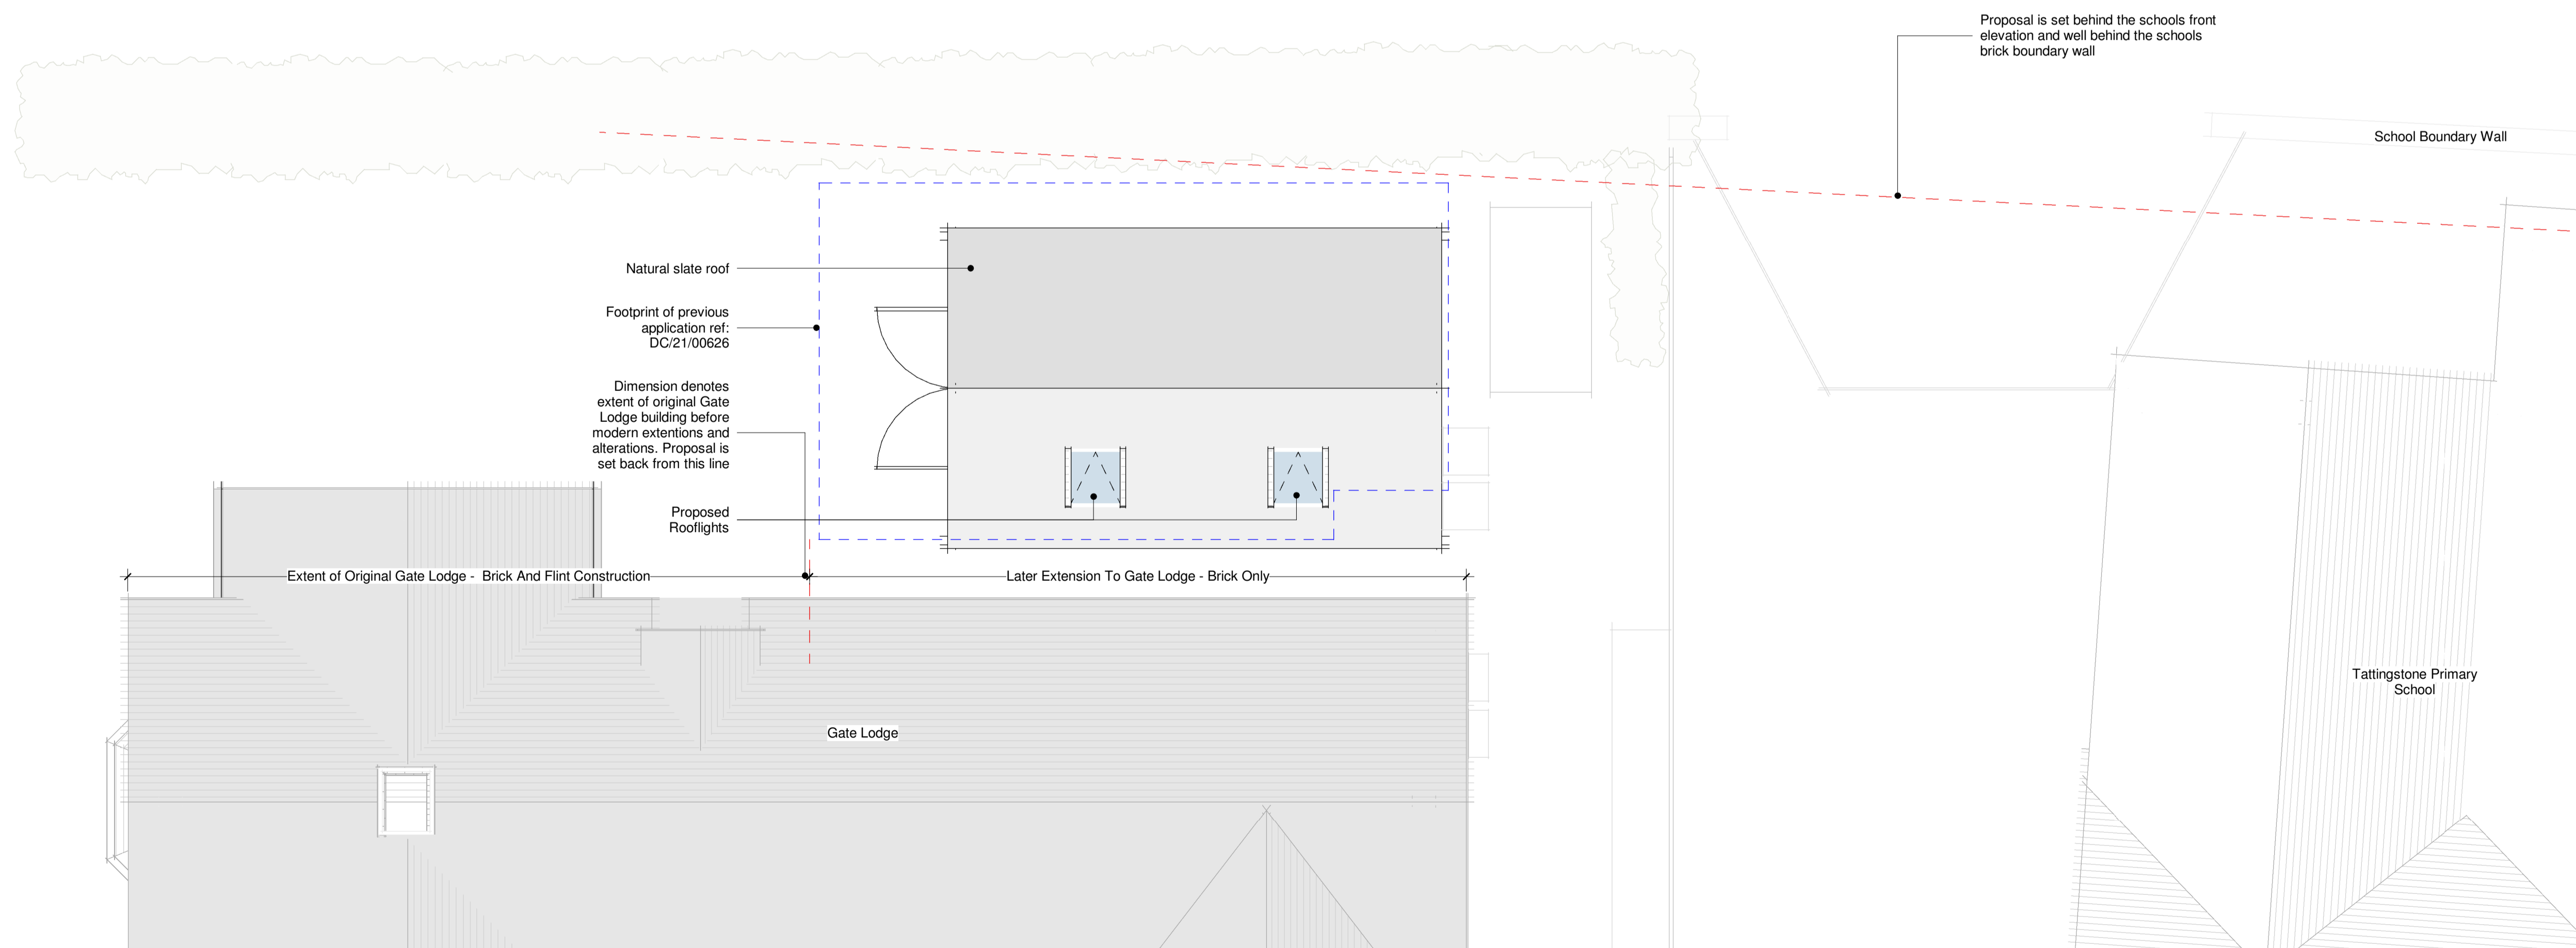 Proposal is set behind the schools front
elevation and well behind the schools
brick boundary wall
School Boundary Wall
Natural slate roof
Footprint of previous
application ref:
DC/21/00626
Dimension denotes
extent of original Gate
Lodge building before
modern extentions and
alterations. Proposal is
set back from this line
Proposed
Rooflights
Extent of Original Gate Lodge - Brick And Flint Construction
Later Extension To Gate Lodge - Brick Only
Tattingstone Primary
School
Gate Lodge